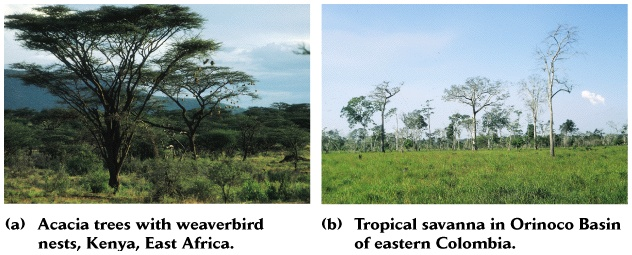 (a) Acacia trees with weaverbird
nests, Kenya, East Africa.
(b) Tropical savanna in Orinoco Basin
of eastern Colombia.